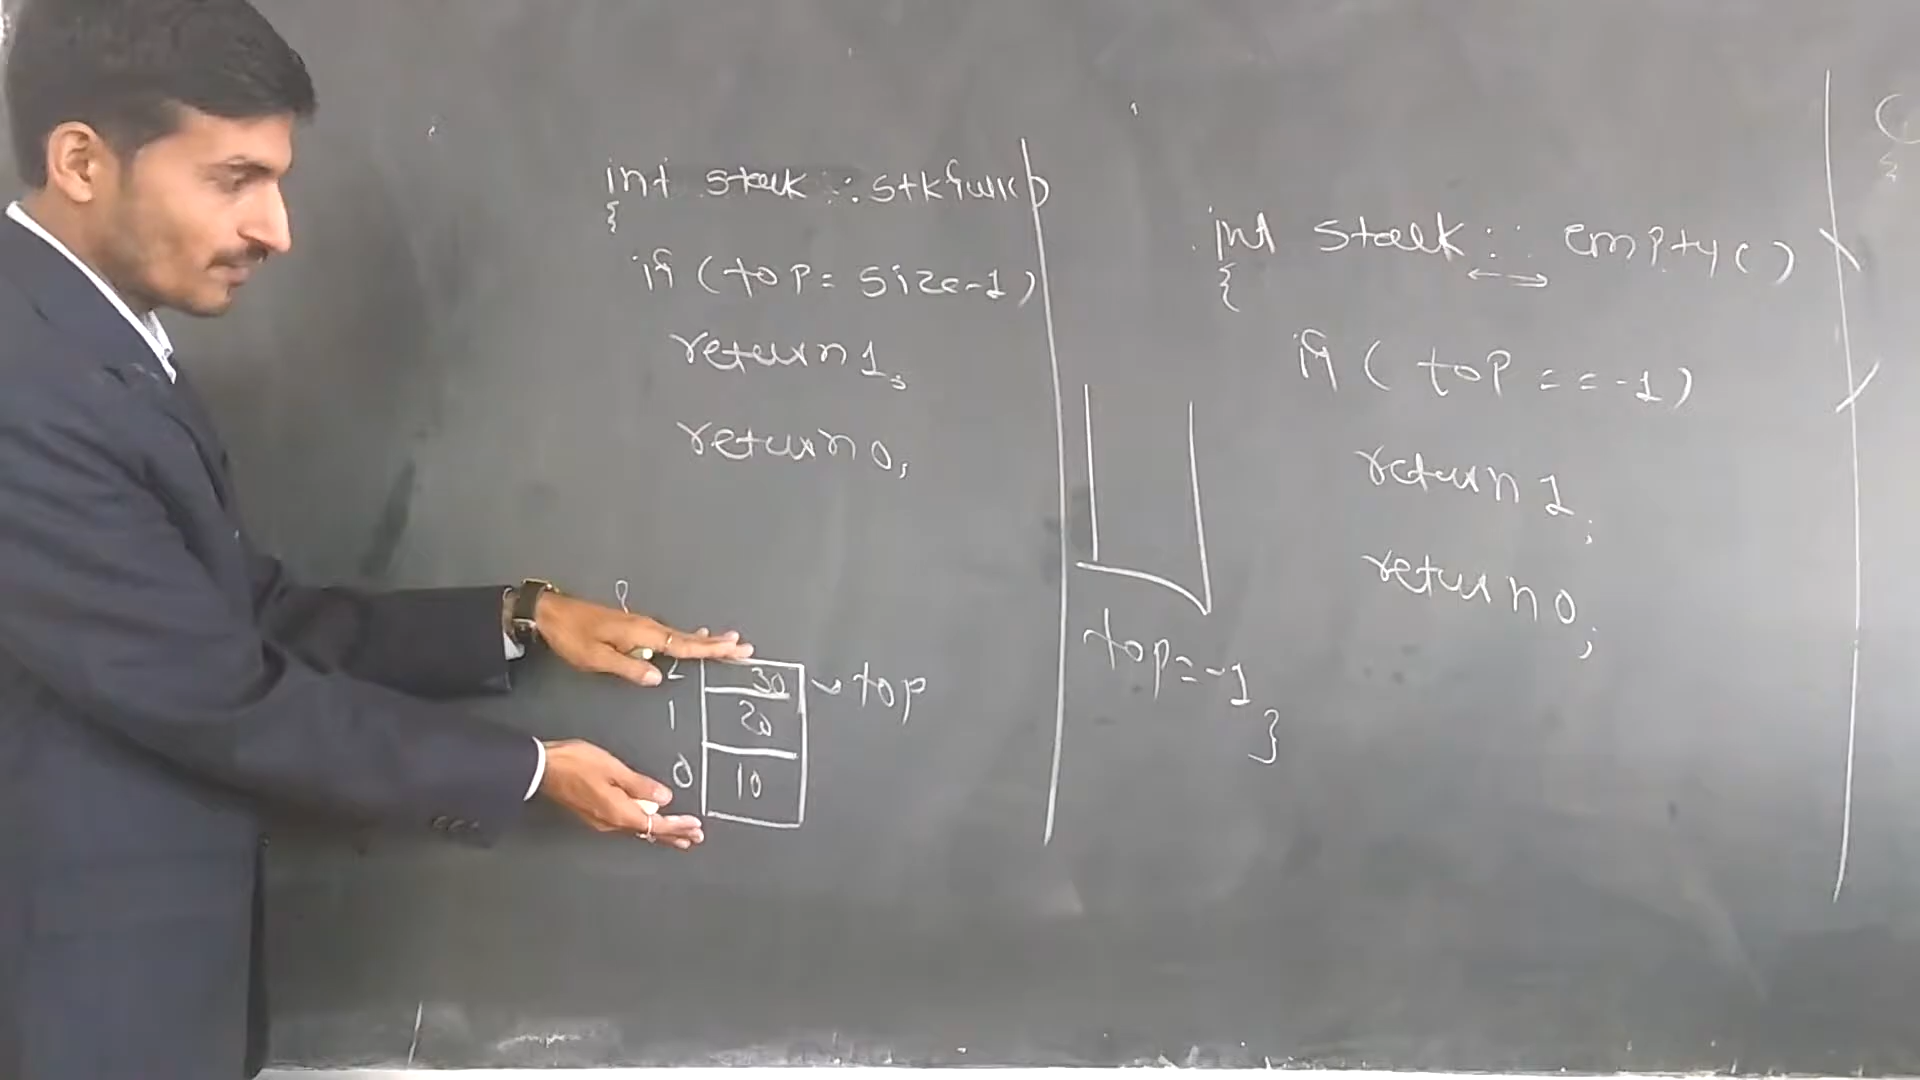 int stack :: stkfull()
{
if (top = size-1)
return 1;
return 0;
2 30 top
1 20
0 10
int stack :: empty()
{
if ( top == -1)
return 1;
return 0;
top = -1
}
{